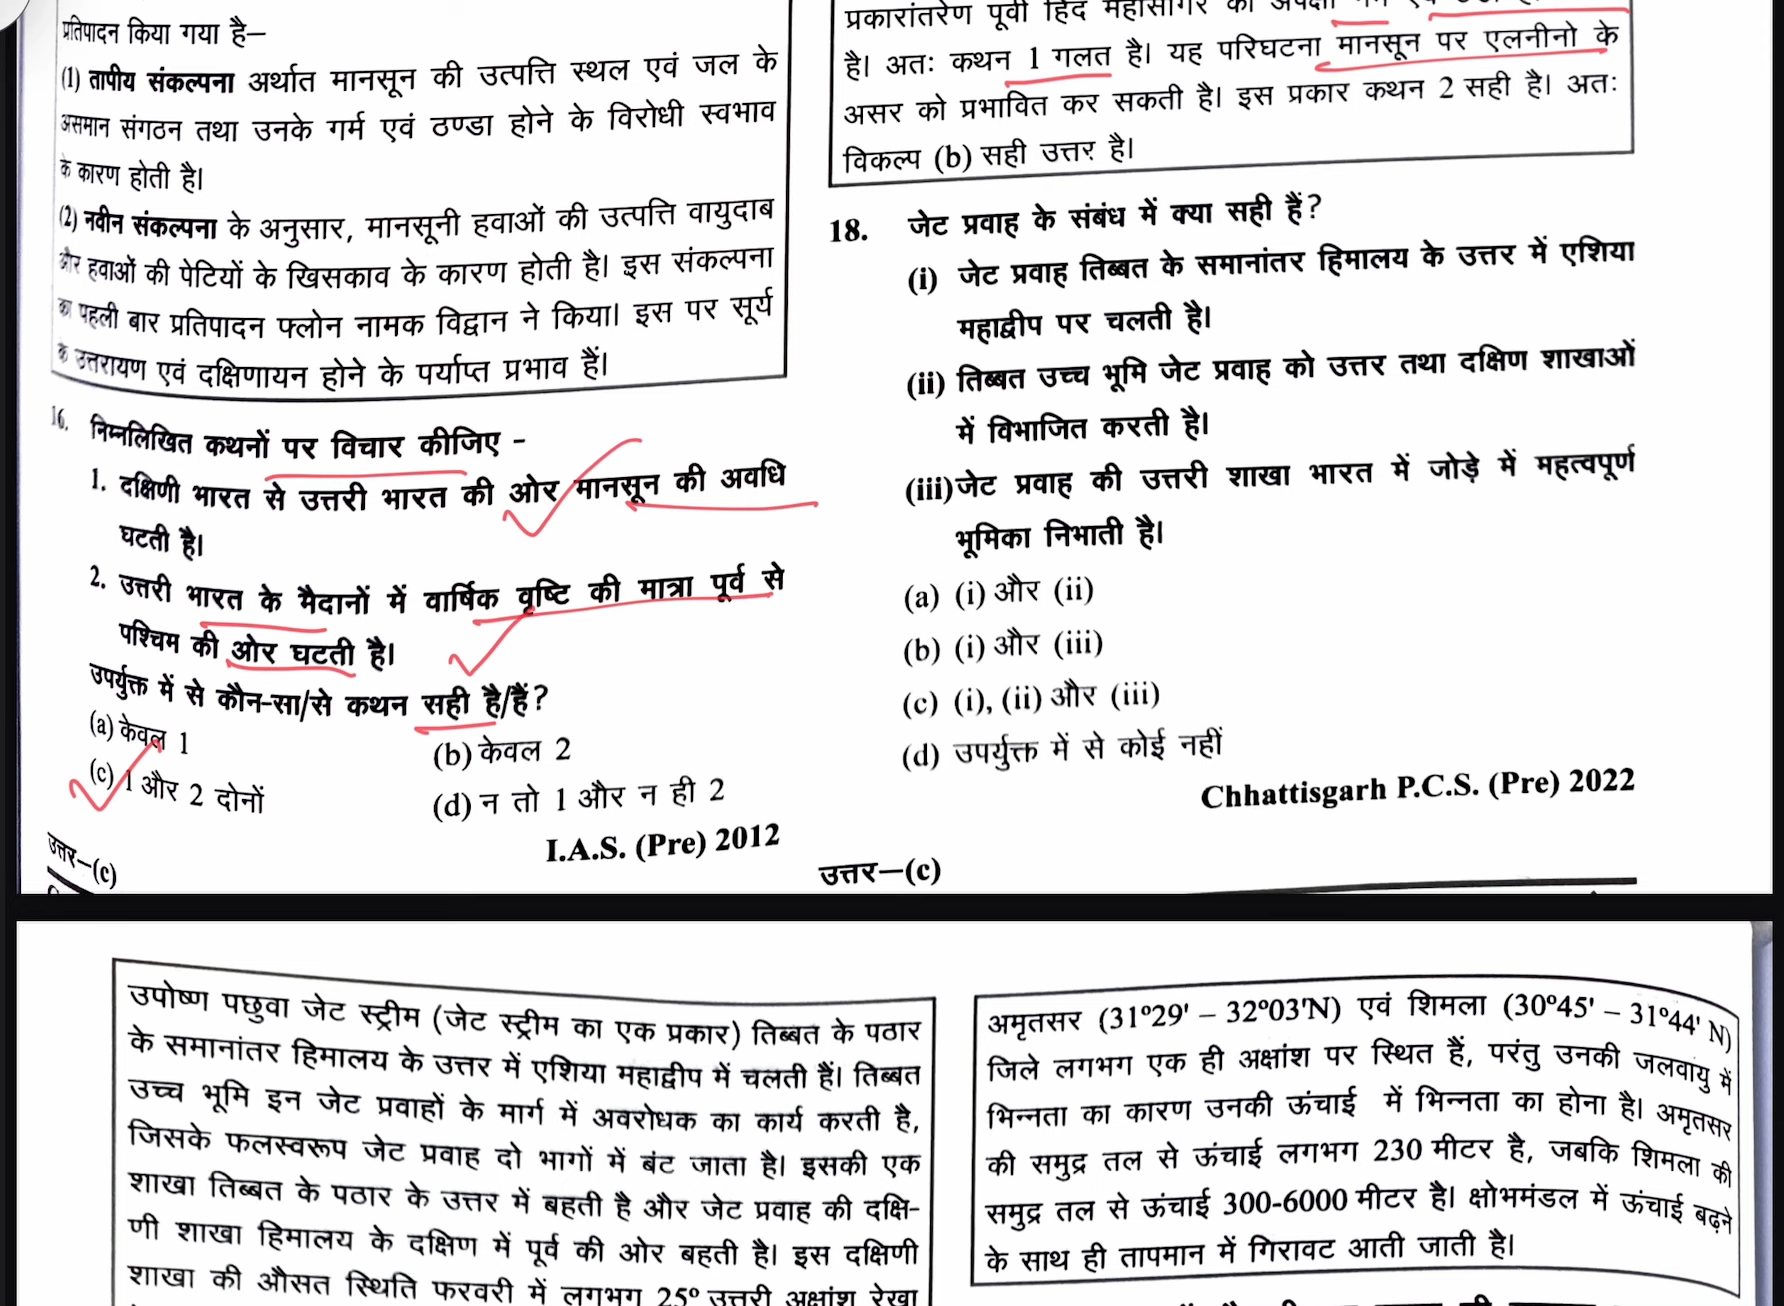 प्रतिपादन किया गया है—
(1) तापीय संकल्पना अर्थात मानसून की उत्पत्ति स्थल एवं जल के
असमान संगठन तथा उनके गर्म एवं ठण्डा होने के विरोधी स्वभाव
के कारण होती है।
(2) नवीन संकल्पना के अनुसार, मानसूनी हवाओं की उत्पत्ति वायुदाब
और हवाओं की पेटियों के खिसकाव के कारण होती है। इस संकल्पना
का पहली बार प्रतिपादन फ्लोन नामक विद्वान ने किया। इस पर सूर्य
के उत्तरायण एवं दक्षिणायन होने के पर्याप्त प्रभाव हैं।
16. निम्नलिखित कथनों पर विचार कीजिए -
1. दक्षिणी भारत से उत्तरी भारत की ओर मानसून की अवधि
घटती है।
2. उत्तरी भारत के मैदानों में वार्षिक वृष्टि की मात्रा पूर्व से
पश्चिम की ओर घटती है।
उपर्युक्त में से कौन-सा/से कथन सही है/हैं?
(a) केवल 1
(b) केवल 2
(c) 1 और 2 दोनों
(d) न तो 1 और न ही 2
I.A.S. (Pre) 2012
उत्तर—(c)
प्रकारांतरेण पूर्वी हिंद महासागर की अपेक्षा
है। अतः कथन 1 गलत है। यह परिघटना मानसून पर एलनीनो के
असर को प्रभावित कर सकती है। इस प्रकार कथन 2 सही है। अतः
विकल्प (b) सही उत्तर है।
18. जेट प्रवाह के संबंध में क्या सही हैं?
(i) जेट प्रवाह तिब्बत के समानांतर हिमालय के उत्तर में एशिया
महाद्वीप पर चलती है।
(ii) तिब्बत उच्च भूमि जेट प्रवाह को उत्तर तथा दक्षिण शाखाओं
में विभाजित करती है।
(iii) जेट प्रवाह की उत्तरी शाखा भारत में जोड़े में महत्वपूर्ण
भूमिका निभाती है।
(a) (i) और (ii)
(b) (i) और (iii)
(c) (i), (ii) और (iii)
(d) उपर्युक्त में से कोई नहीं
Chhattisgarh P.C.S. (Pre) 2022
उत्तर—(c)
उपोष्ण पछुवा जेट स्ट्रीम (जेट स्ट्रीम का एक प्रकार) तिब्बत के पठार
के समानांतर हिमालय के उत्तर में एशिया महाद्वीप में चलती हैं। तिब्बत
उच्च भूमि इन जेट प्रवाहों के मार्ग में अवरोधक का कार्य करती है,
जिसके फलस्वरूप जेट प्रवाह दो भागों में बंट जाता है। इसकी एक
शाखा तिब्बत के पठार के उत्तर में बहती है और जेट प्रवाह की दक्षि-
णी शाखा हिमालय के दक्षिण में पूर्व की ओर बहती है। इस दक्षिणी
शाखा की औसत स्थिति फरवरी में लगभग 25° उत्तरी अक्षांश रेखा
अमृतसर (31°29' – 32°03'N) एवं शिमला (30°45' – 31°44' N)
जिले लगभग एक ही अक्षांश पर स्थित हैं, परंतु उनकी जलवायु में
भिन्नता का कारण उनकी ऊंचाई में भिन्नता का होना है। अमृतसर
की समुद्र तल से ऊंचाई लगभग 230 मीटर है, जबकि शिमला की
समुद्र तल से ऊंचाई 300-6000 मीटर है। क्षोभमंडल में ऊंचाई बढ़ने
के साथ ही तापमान में गिरावट आती जाती है।